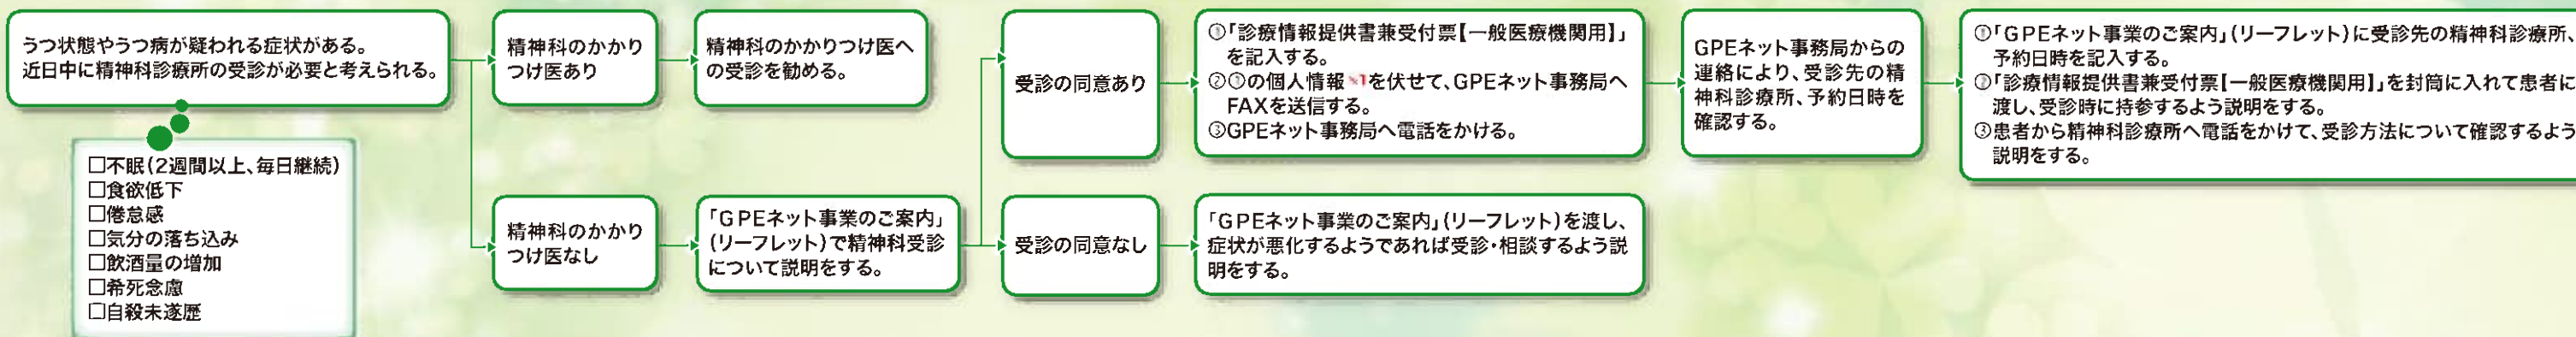 うつ状態やうつ病が疑われる症状がある。
近日中に精神科診療所の受診が必要と考えられる。
□不眠(2週間以上、毎日継続)
□食欲低下
□倦怠感
□気分の落ち込み
□飲酒量の増加
□希死念慮
□自殺未遂歴
精神科のかかり
つけ医あり
精神科のかかりつけ医へ
の受診を勧める。
精神科のかかり
つけ医なし
「GPEネット事業のご案内」
(リーフレット)で精神科受診
について説明をする。
受診の同意あり
①「診療情報提供書兼受付票【一般医療機関用】」
を記入する。
②①の個人情報※1を伏せて、GPEネット事務局へ
FAXを送信する。
③GPEネット事務局へ電話をかける。
GPEネット事務局からの
連絡により、受診先の精
神科診療所、予約日時を
確認する。
①「GPEネット事業のご案内」(リーフレット)に受診先の精神科診療所、
予約日時を記入する。
②「診療情報提供書兼受付票【一般医療機関用】」を封筒に入れて患者に
渡し、受診時に持参するよう説明をする。
③患者から精神科診療所へ電話をかけて、受診方法について確認するよう
説明をする。
受診の同意なし
「GPEネット事業のご案内」(リーフレット)を渡し、
症状が悪化するようであれば受診・相談するよう説
明をする。